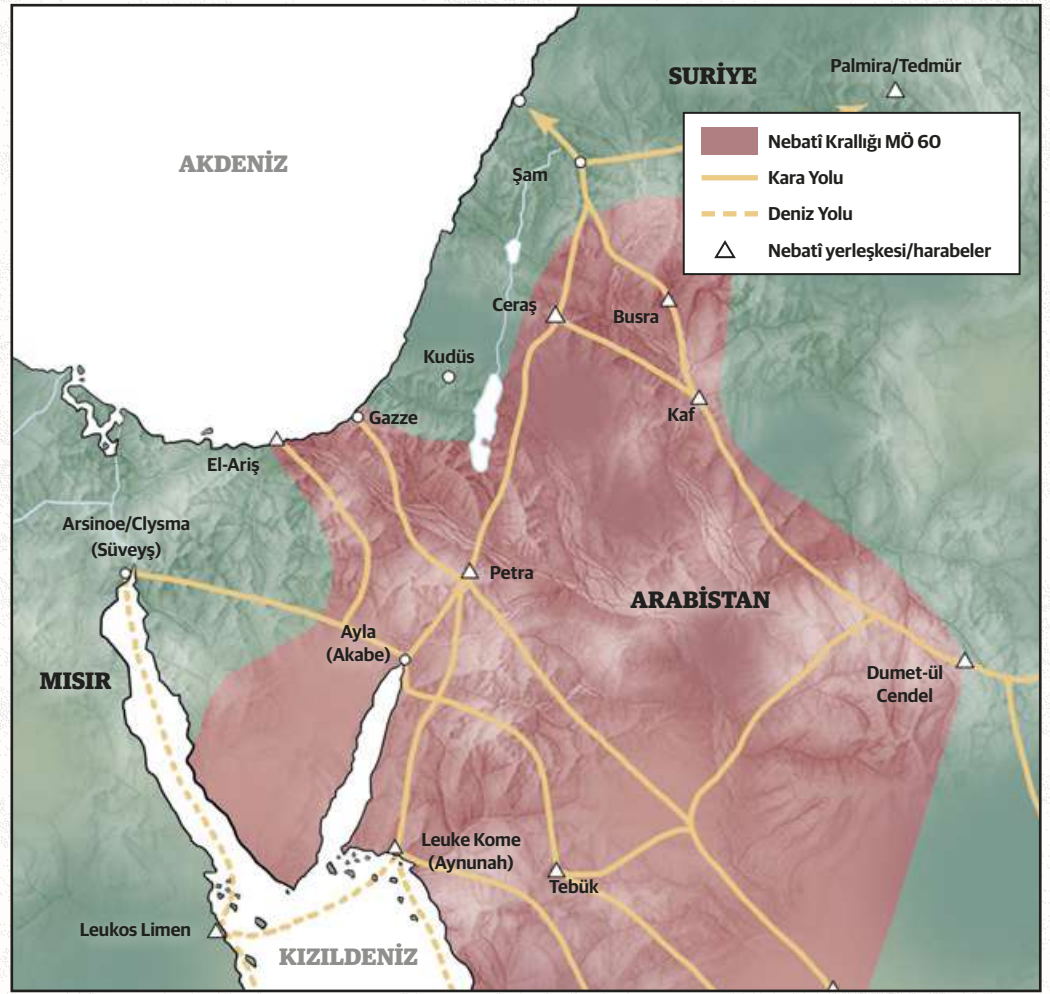 SURİYE
Palmira/Tedmür
AKDENİZ
Nebatî Krallığı MÖ 60
Kara Yolu
Deniz Yolu
Nebatî yerleşkesi/harabeler
Şam
Ceraş
Busra
Kudüs
Kaf
Gazze
El-Ariş
Arsinoe/Clysma
(Süveyş)
Petra
ARABİSTAN
Ayla
(Akabe)
MISIR
Dumet-ül
Cendel
Leuke Kome
(Aynunah)
Tebük
Leukos Limen
KIZILDENİZ